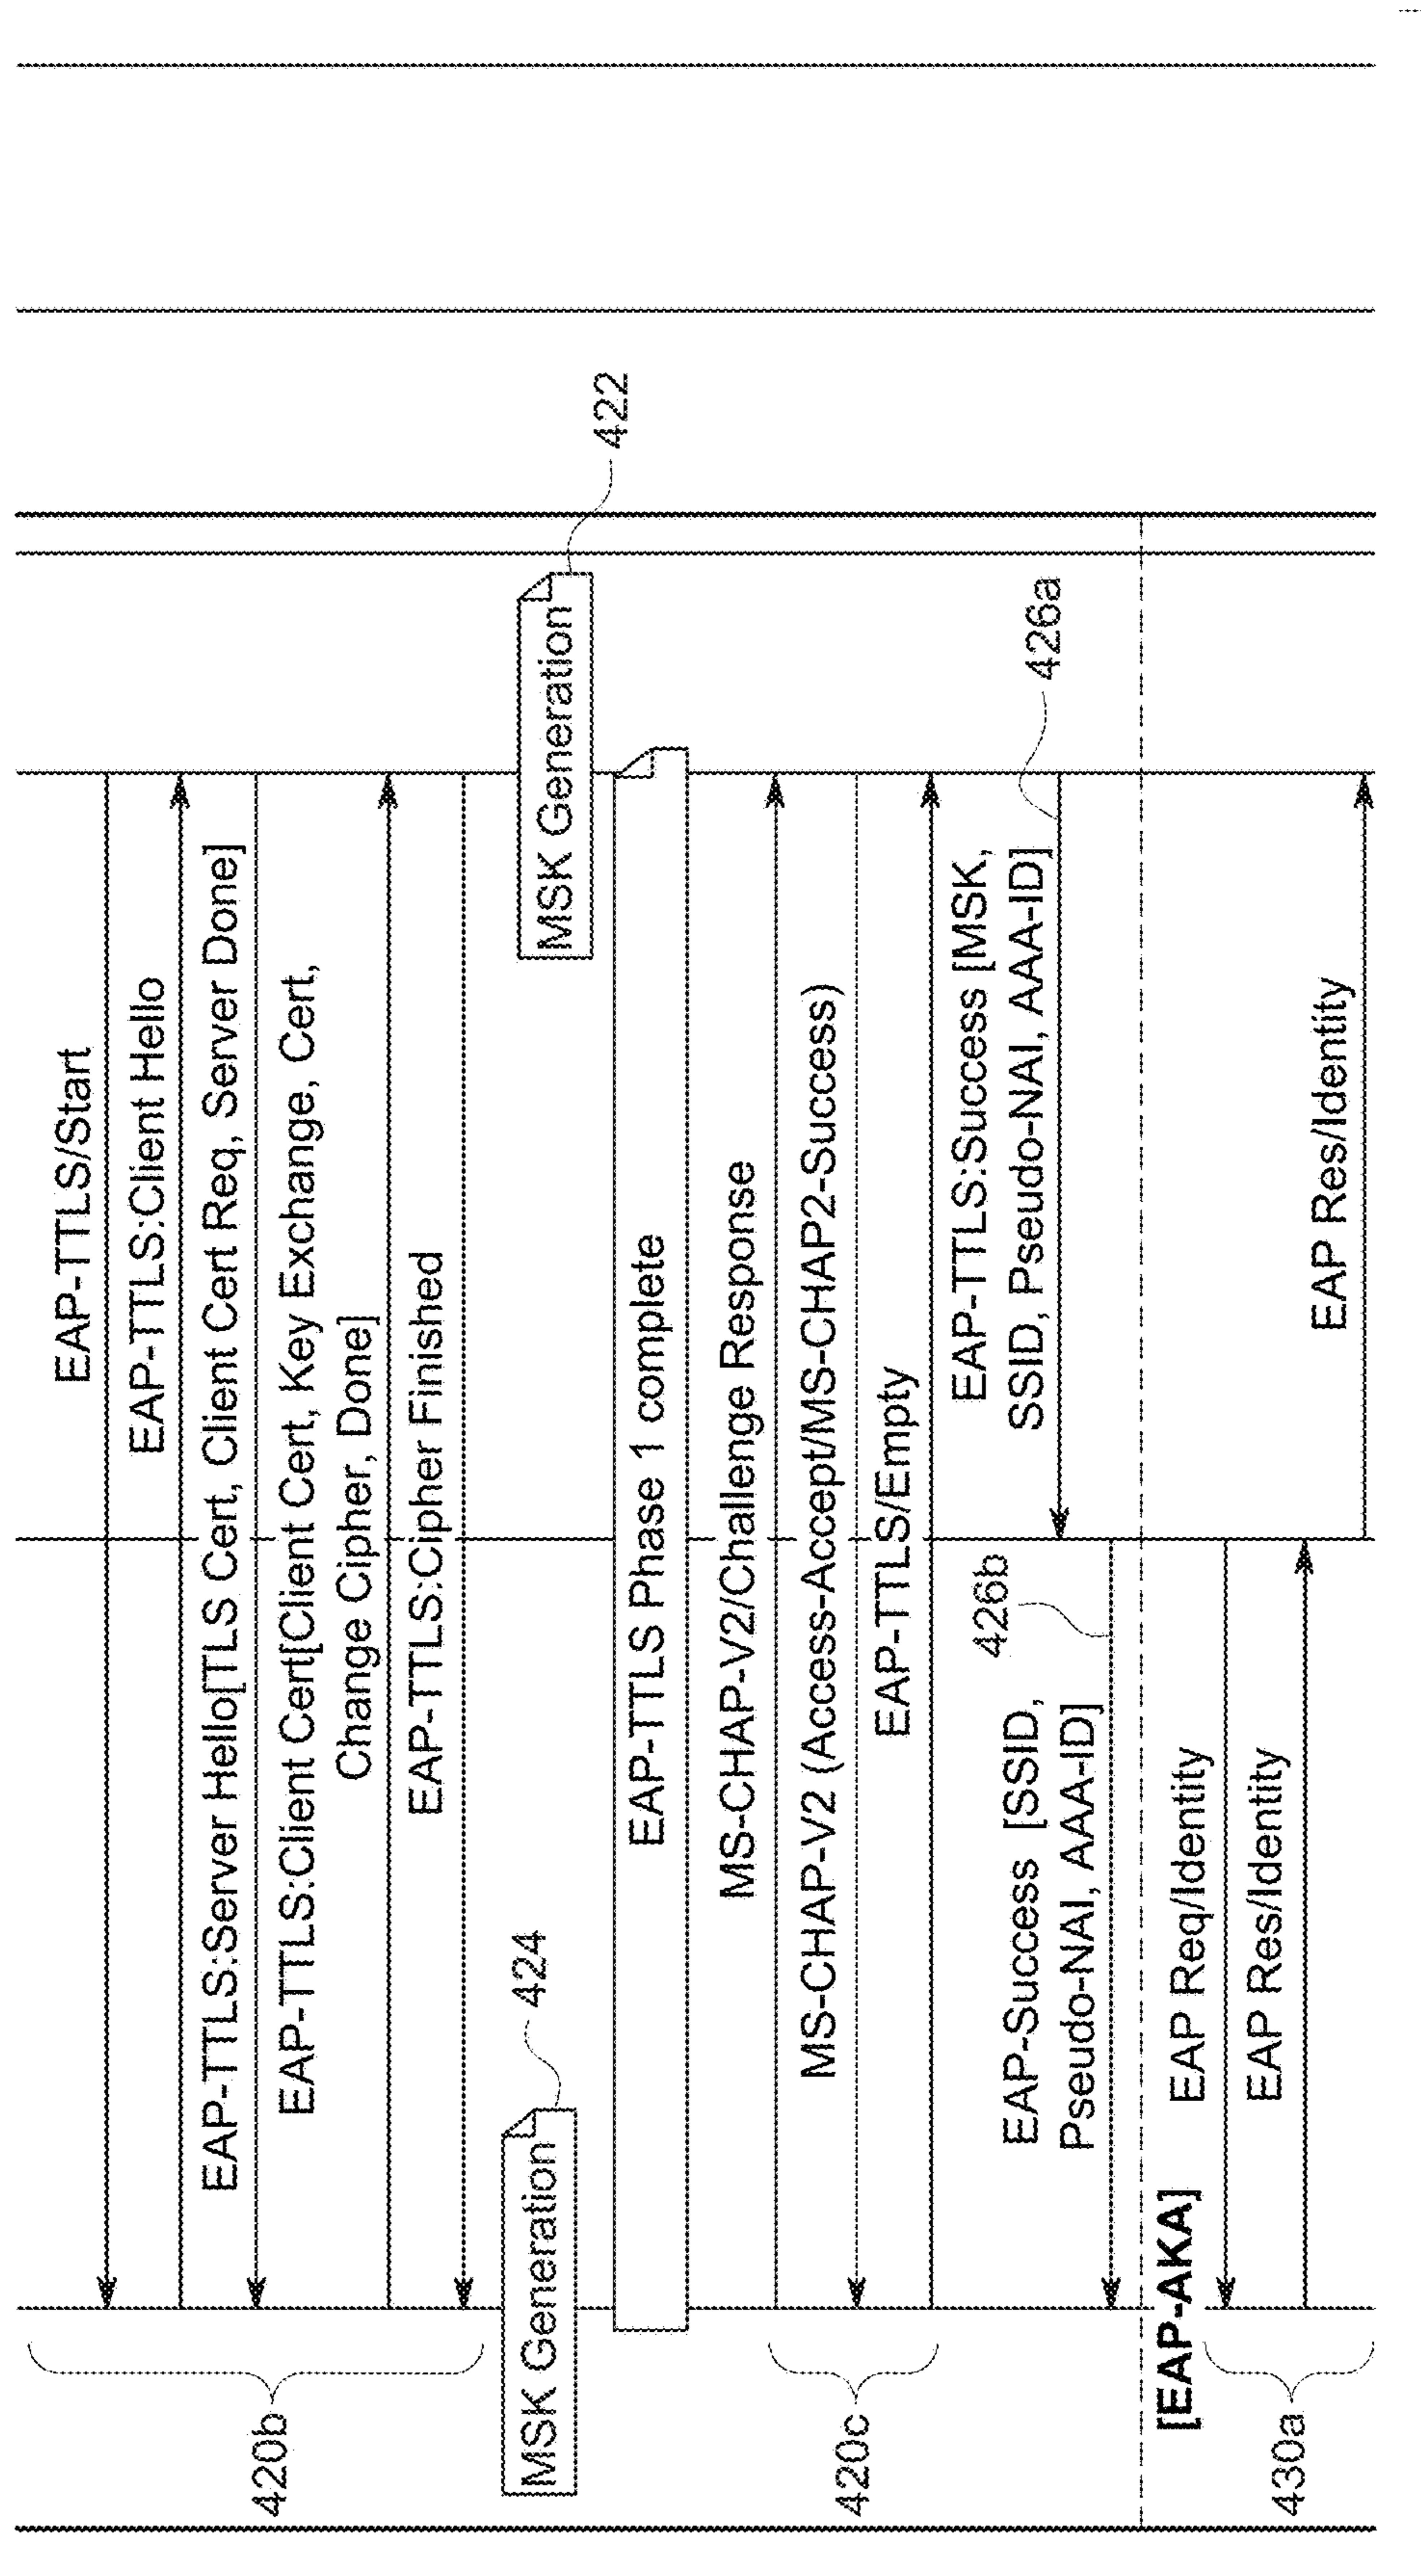 EAP-TTLS/Start
EAP-TTLS:Client Hello
EAP-TTLS:Server Hello[TLS Cert, Client Cert Req, Server Done]
EAP-TTLS:Client Cert[Client Cert, Key Exchange, Cert,
Change Cipher, Done]
EAP-TTLS:Cipher Finished
420b
MSK Generation
424
MSK Generation
422
EAP-TTLS Phase 1 complete
MS-CHAP-V2/Challenge Response
MS-CHAP-V2 (Access-Accept/MS-CHAP2-Success)
EAP-TTLS/Empty
420c
EAP-TTLS:Success [MSK,
SSID, Pseudo-NAI, AAA-ID]
426a
426b
EAP-Success [SSID,
Pseudo-NAI, AAA-ID]
[EAP-AKA]
EAP Req/Identity
EAP Res/Identity
EAP Res/Identity
430a